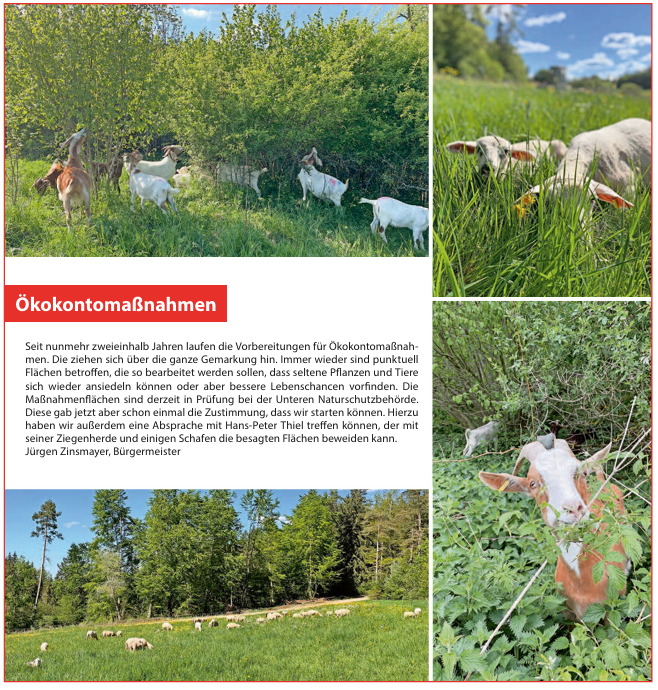 Ökokontomaßnahmen
Seit nunmehr zweieinhalb Jahren laufen die Vorbereitungen für Ökokontomaßnah-
men. Die ziehen sich über die ganze Gemarkung hin. Immer wieder sind punktuell
Flächen betroffen, die so bearbeitet werden sollen, dass seltene Pflanzen und Tiere
sich wieder ansiedeln können oder aber bessere Lebenschancen vorfinden. Die
Maßnahmenflächen sind derzeit in Prüfung bei der Unteren Naturschutzbehörde.
Diese gab jetzt aber schon einmal die Zustimmung, dass wir starten können. Hierzu
haben wir außerdem eine Absprache mit Hans-Peter Thiel treffen können, der mit
seiner Ziegenherde und einigen Schafen die besagten Flächen beweiden kann.
Jürgen Zinsmayer, Bürgermeister